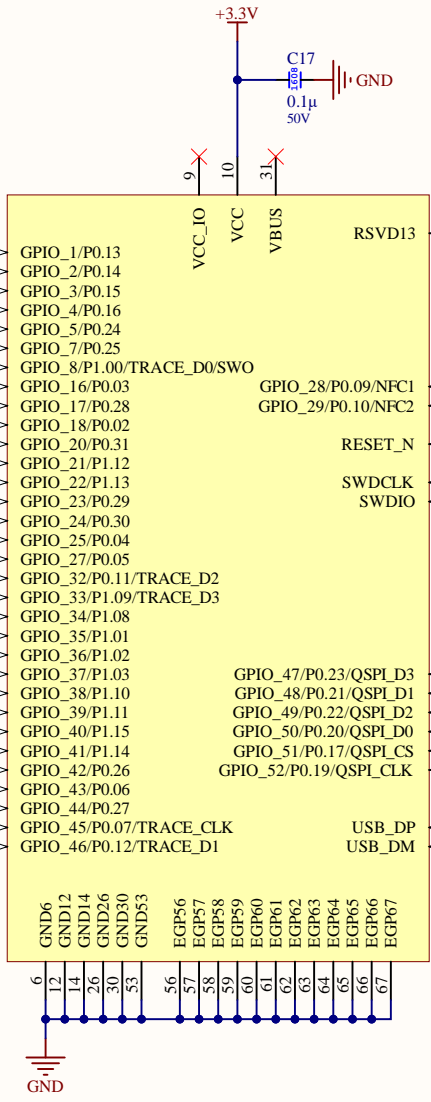 +3.3V
C17
1608
GND
0.1μ
50V
9
10
31
VCC_IO
VCC
VBUS
RSVD13
GPIO_1/P0.13
GPIO_2/P0.14
GPIO_3/P0.15
GPIO_4/P0.16
GPIO_5/P0.24
GPIO_7/P0.25
GPIO_8/P1.00/TRACE_D0/SWO
GPIO_16/P0.03
GPIO_28/P0.09/NFC1
GPIO_17/P0.28
GPIO_29/P0.10/NFC2
GPIO_18/P0.02
GPIO_20/P0.31
RESET_N
GPIO_21/P1.12
GPIO_22/P1.13
SWDCLK
GPIO_23/P0.29
SWDIO
GPIO_24/P0.30
GPIO_25/P0.04
GPIO_27/P0.05
GPIO_32/P0.11/TRACE_D2
GPIO_33/P1.09/TRACE_D3
GPIO_34/P1.08
GPIO_35/P1.01
GPIO_36/P1.02
GPIO_37/P1.03
GPIO_47/P0.23/QSPI_D3
GPIO_38/P1.10
GPIO_48/P0.21/QSPI_D1
GPIO_39/P1.11
GPIO_49/P0.22/QSPI_D2
GPIO_40/P1.15
GPIO_50/P0.20/QSPI_D0
GPIO_41/P1.14
GPIO_51/P0.17/QSPI_CS
GPIO_42/P0.26
GPIO_52/P0.19/QSPI_CLK
GPIO_43/P0.06
GPIO_44/P0.27
GPIO_45/P0.07/TRACE_CLK
USB_DP
GPIO_46/P0.12/TRACE_D1
USB_DM
GND6
GND12
GND14
GND26
GND30
GND53
EGP56
EGP57
EGP58
EGP59
EGP60
EGP61
EGP62
EGP63
EGP64
EGP65
EGP66
EGP67
6
12
14
26
30
53
56
57
58
59
60
61
62
63
64
65
66
67
GND